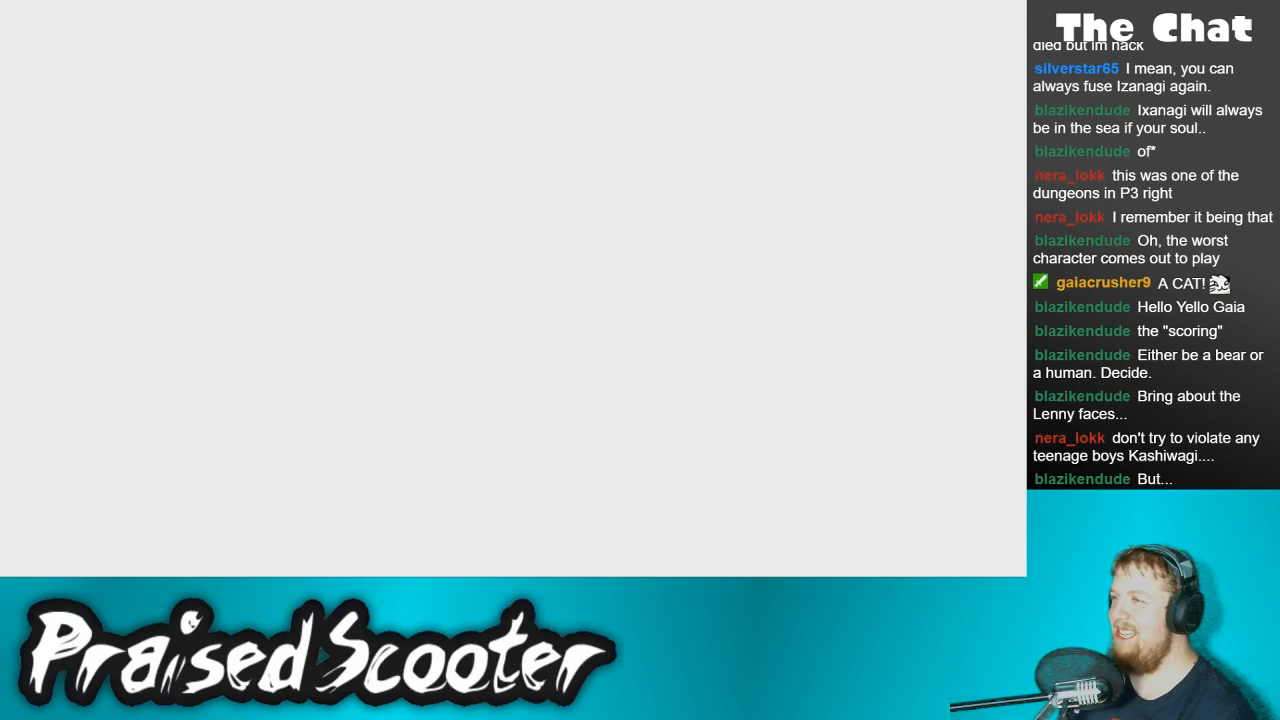 The Chat
died but im nack
silverstar65 I mean, you can
always fuse Izanagi again.
blazikendude Ixanagi will always
be in the sea if your soul..
blazikendude of*
nera_lokk this was one of the
dungeons in P3 right
nera_lokk I remember it being that
blazikendude Oh, the worst
character comes out to play
gaiacrusher9 A CAT!
blazikendude Hello Yello Gaia
blazikendude the "scoring"
blazikendude Either be a bear or
a human. Decide.
blazikendude Bring about the
Lenny faces...
nera_lokk don't try to violate any
teenage boys Kashiwagi....
blazikendude But...
PraisedScooter